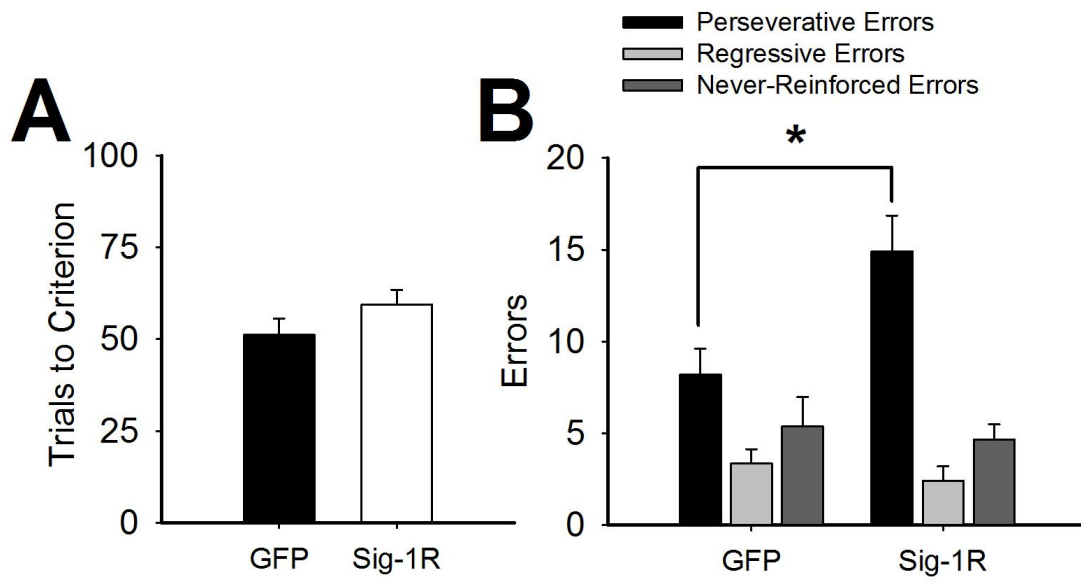 A
100
75
50
25
0
Trials to Criterion
GFP Sig-1R
B
Perseverative Errors
Regressive Errors
Never-Reinforced Errors
*
20
15
10
5
0
Errors
GFP Sig-1R